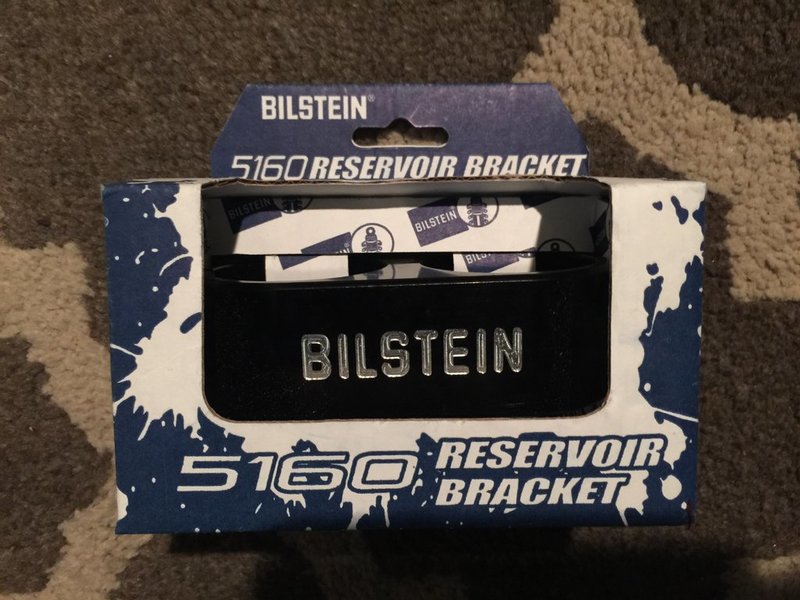 BILSTEIN®
5160 RESERVOIR BRACKET
BILSTEIN
BILSTEIN
BILSTEIN
5160 RESERVOIR
BRACKET